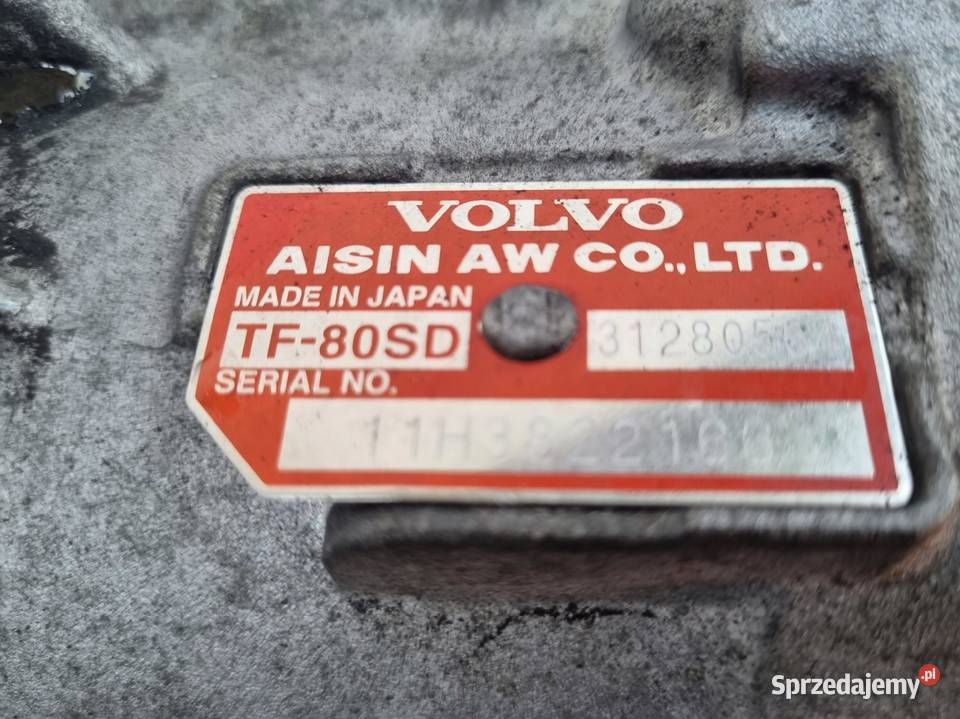 VOLVO
AISIN AW CO., LTD.
MADE IN JAPAN
TF-80SD
SERIAL NO.
Sprzedajemy.pl